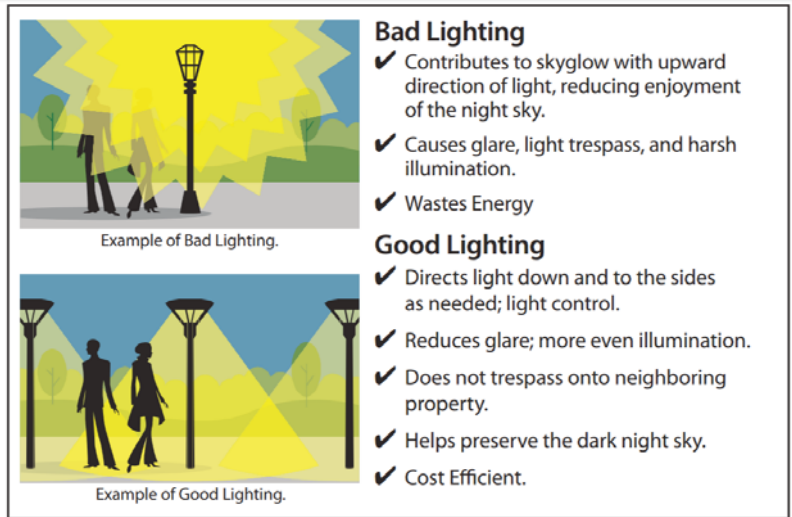 Bad Lighting
✔ Contributes to skyglow with upward
direction of light, reducing enjoyment
of the night sky.
✔ Causes glare, light trespass, and harsh
illumination.
✔ Wastes Energy
Example of Bad Lighting.
Good Lighting
✔ Directs light down and to the sides
as needed; light control.
✔ Reduces glare; more even illumination.
✔ Does not trespass onto neighboring
property.
✔ Helps preserve the dark night sky.
✔ Cost Efficient.
Example of Good Lighting.